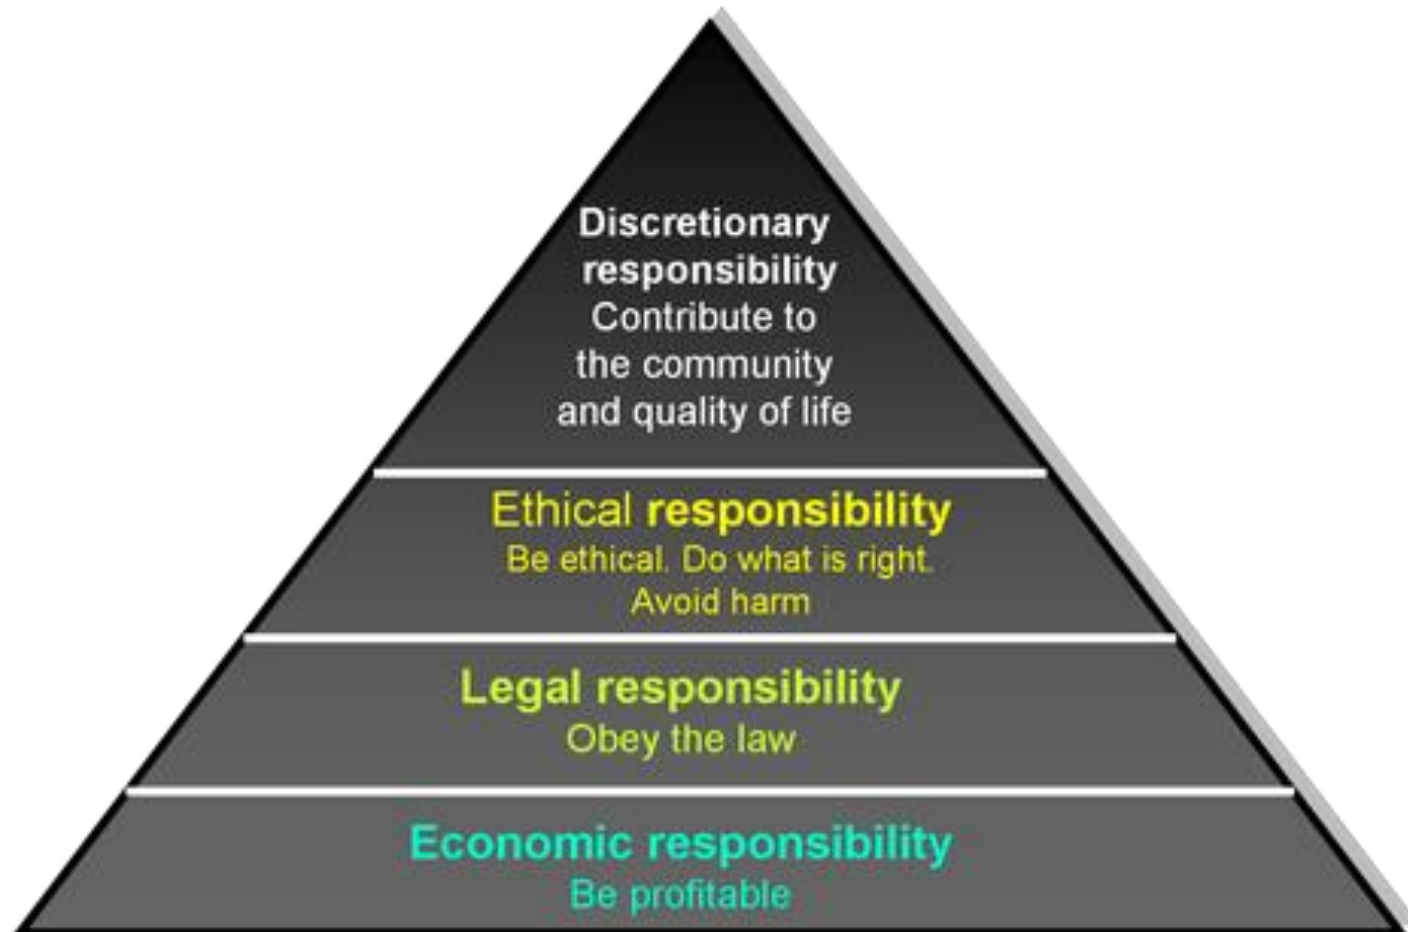 Discretionary
responsibility
Contribute to
the community
and quality of life
Ethical responsibility
Be ethical. Do what is right.
Avoid harm
Legal responsibility
Obey the law
Economic responsibility
Be profitable